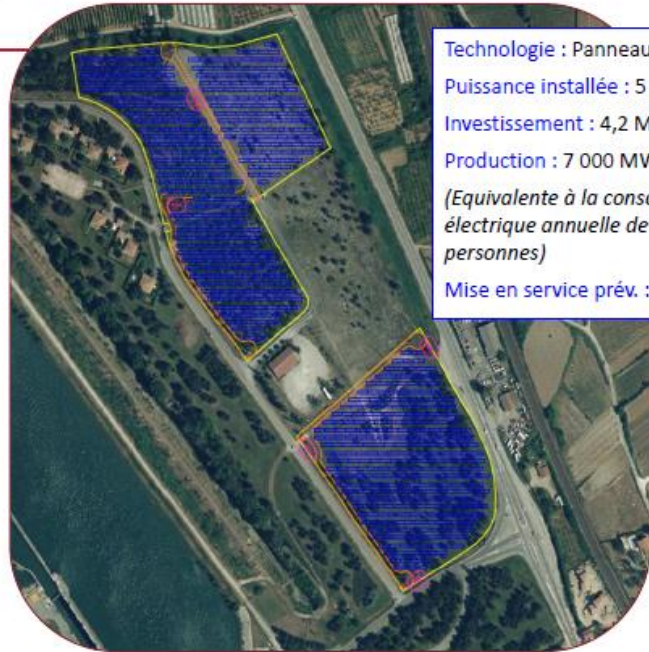 Technologie : Panneau
Puissance installée : 5
Investissement : 4,2 M
Production : 7 000 MW
(Equivalente à la conso
électrique annuelle de
personnes)
Mise en service prév. :